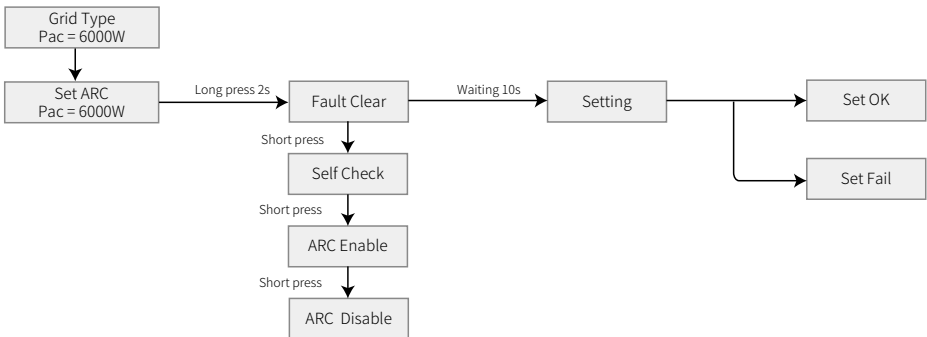 Grid Type
Pac = 6000W
Set ARC
Pac = 6000W
Long press 2s
Fault Clear
Waiting 10s
Setting
Set OK
Short press
Self Check
Set Fail
Short press
ARC Enable
Short press
ARC Disable